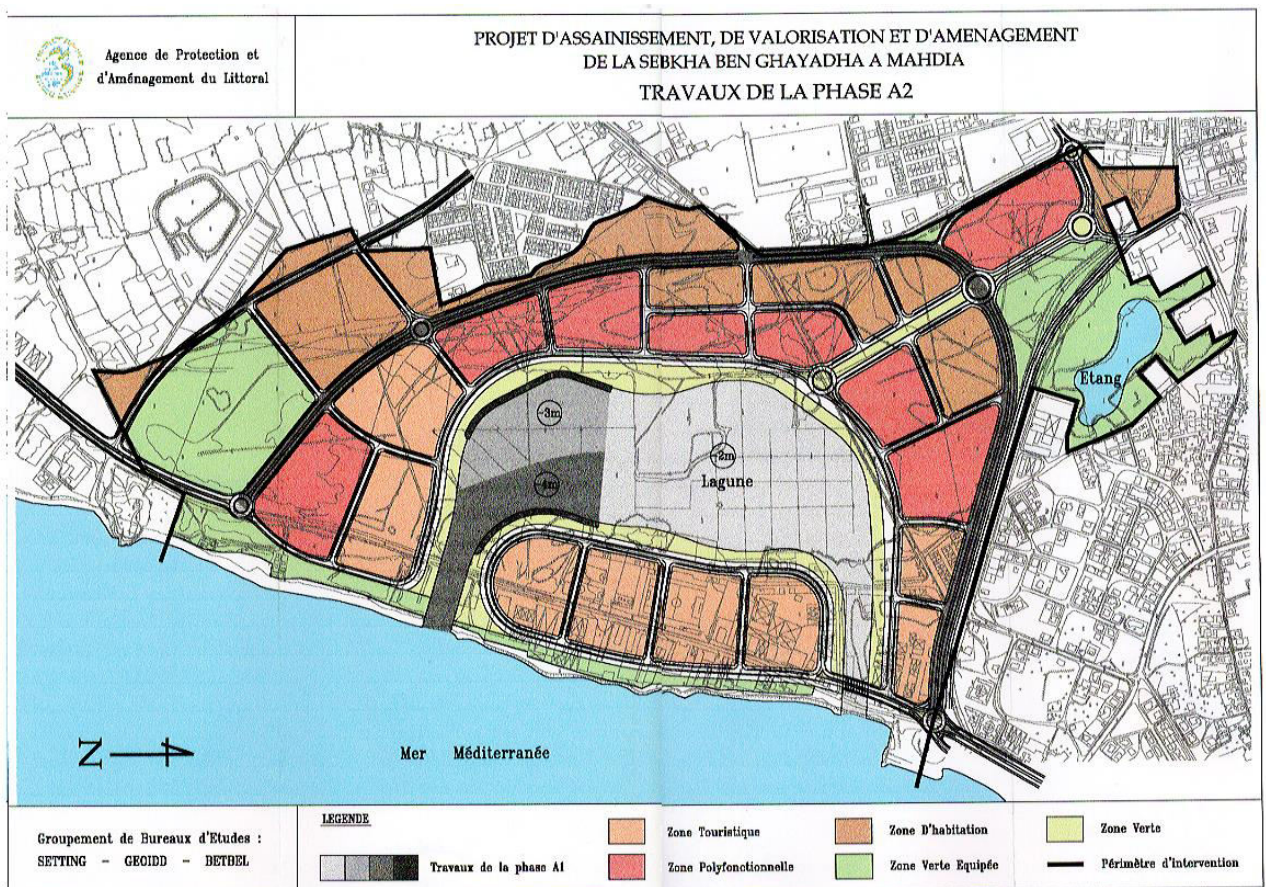 Agence de Protection et
d'Aménagement du Littoral
PROJET D'ASSAINISSEMENT, DE VALORISATION ET D'AMENAGEMENT
DE LA SEBKHA BEN GHAYADHA A MAHDIA
TRAVAUX DE LA PHASE A2
-3m
-4m
-2m
Lagune
Etang
N
Mer Méditerranée
Groupement de Bureaux d'Etudes :
SETTING - GEOIDD - BETBEL
LEGENDE
Travaux de la phase A1
Zone Touristique
Zone Polyfonctionnelle
Zone D'habitation
Zone Verte Equipée
Zone Verte
Périmètre d'intervention